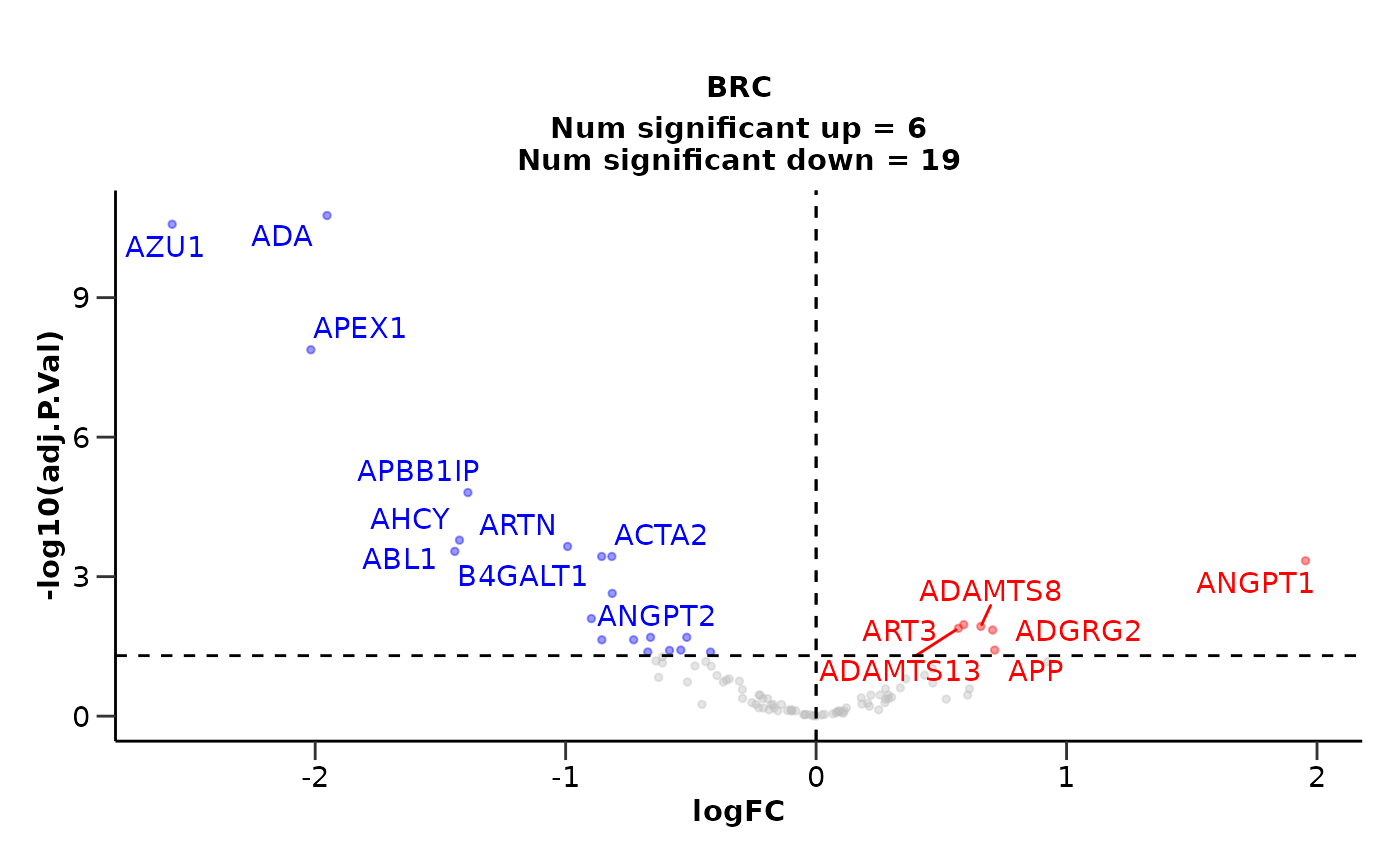 BRC
Num significant up = 6
Num significant down = 19
AZU1
ADA
APEX1
APBB1IP
AHCY
ARTN
ACTA2
ABL1
B4GALT1
ANGPT2
ANGPT1
ADAMTS8
ART3
ADGRG2
ADAMTS13
APP
-log10(adj.P.Val)
9
6
3
0
-2
-1
0
1
2
logFC